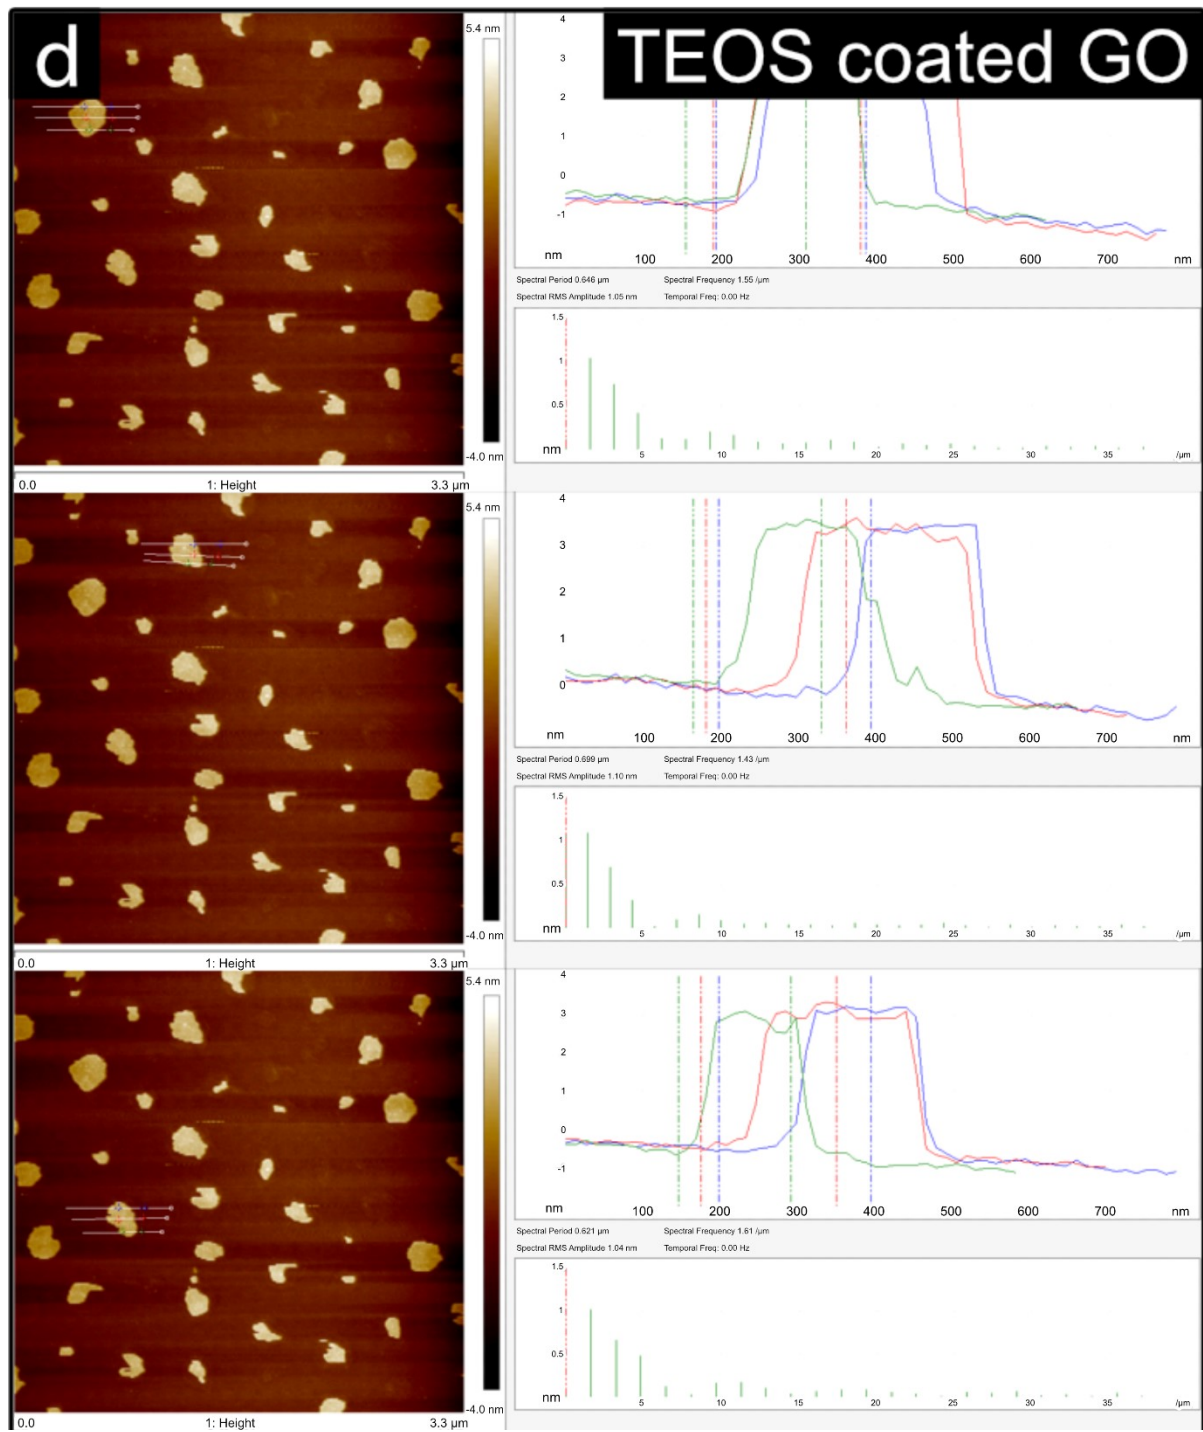 d
TEOS coated GO
5.4 nm
-4.0 nm
0.0 1: Height 3.3 µm
4
2
1
0
-1
nm 100 200 300 400 500 600 700 nm
Spectral Period 0.646 µm Spectral Frequency 1.55 /µm
Spectral RMS Amplitude 1.05 nm Temporal Freq: 0.00 Hz
1.5
1
0.5
nm 5 10 15 20 25 30 35 /µm
5.4 nm
-4.0 nm
0.0 1: Height 3.3 µm
4
3
2
1
0
nm 100 200 300 400 500 600 700 nm
Spectral Period 0.699 µm Spectral Frequency 1.43 /µm
Spectral RMS Amplitude 1.10 nm Temporal Freq: 0.00 Hz
1.5
1
0.5
nm 5 10 15 20 25 30 35 /µm
5.4 nm
-4.0 nm
0.0 1: Height 3.3 µm
4
3
2
1
0
-1
nm 100 200 300 400 500 600 700 nm
Spectral Period 0.621 µm Spectral Frequency 1.61 /µm
Spectral RMS Amplitude 1.04 nm Temporal Freq: 0.00 Hz
1.5
1
0.5
nm 5 10 15 20 25 30 35 /µm